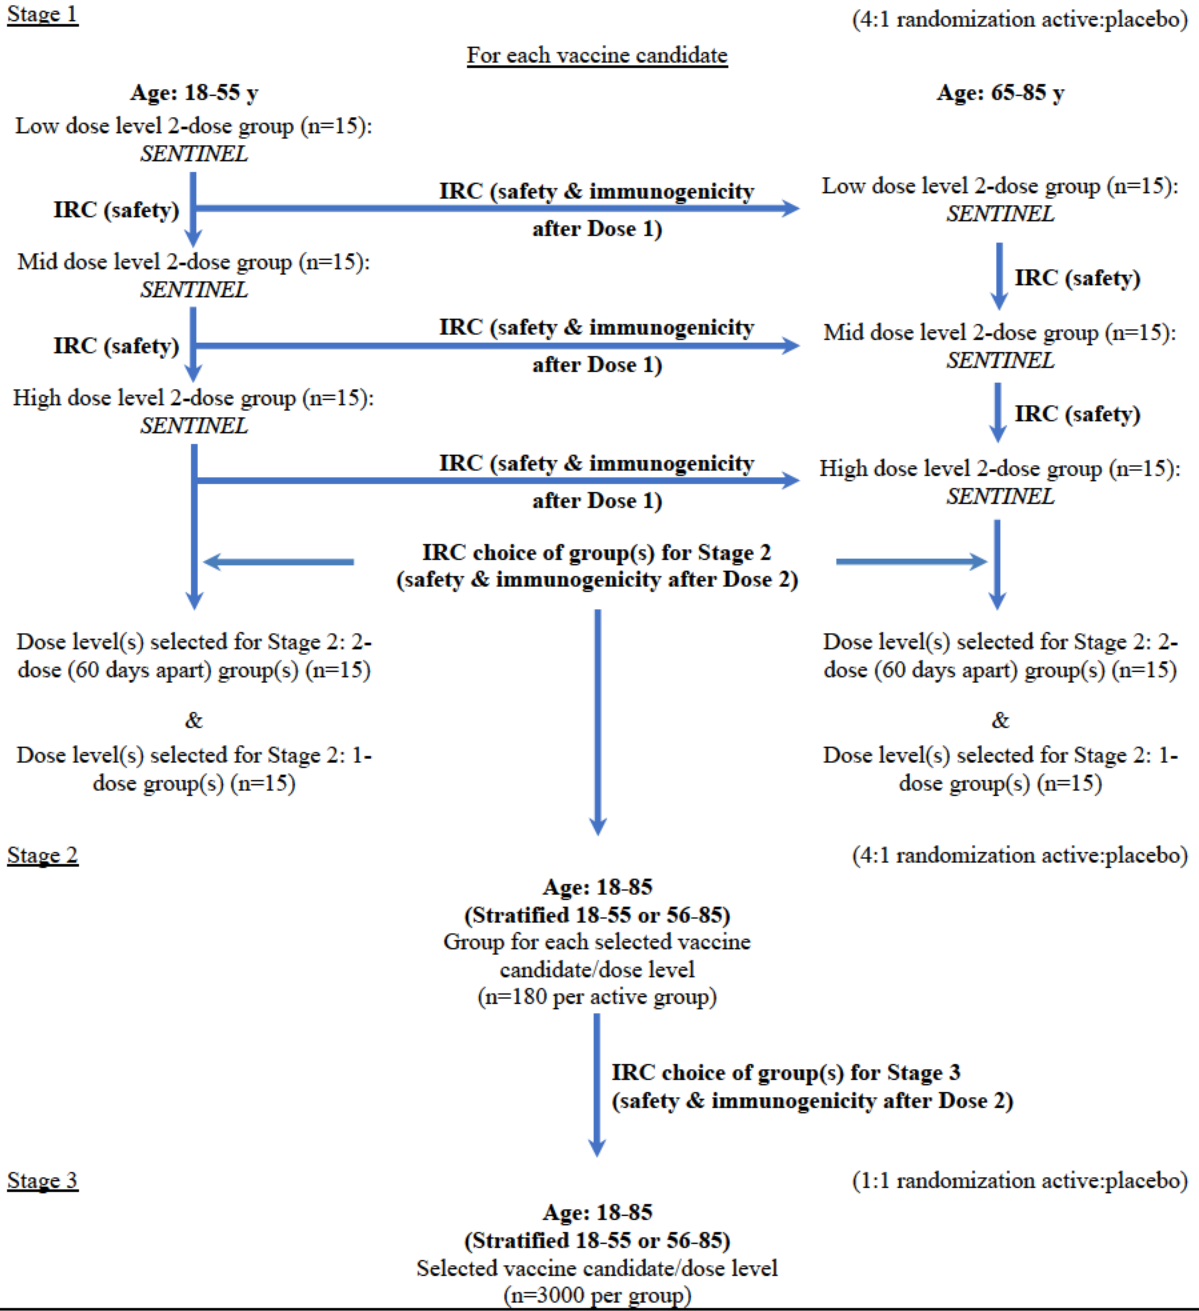 Stage 1
(4:1 randomization active:placebo)
For each vaccine candidate
Age: 18-55 y
Age: 65-85 y
Low dose level 2-dose group (n=15):
SENTINEL
IRC (safety)
IRC (safety & immunogenicity
after Dose 1)
Low dose level 2-dose group (n=15):
SENTINEL
Mid dose level 2-dose group (n=15):
SENTINEL
IRC (safety)
IRC (safety)
IRC (safety & immunogenicity
after Dose 1)
Mid dose level 2-dose group (n=15):
SENTINEL
High dose level 2-dose group (n=15):
SENTINEL
IRC (safety)
IRC (safety & immunogenicity
after Dose 1)
High dose level 2-dose group (n=15):
SENTINEL
IRC choice of group(s) for Stage 2
(safety & immunogenicity after Dose 2)
Dose level(s) selected for Stage 2: 2-
dose (60 days apart) group(s) (n=15)
&
Dose level(s) selected for Stage 2: 1-
dose group(s) (n=15)
Dose level(s) selected for Stage 2: 2-
dose (60 days apart) group(s) (n=15)
&
Dose level(s) selected for Stage 2: 1-
dose group(s) (n=15)
Stage 2
(4:1 randomization active:placebo)
Age: 18-85
(Stratified 18-55 or 56-85)
Group for each selected vaccine
candidate/dose level
(n=180 per active group)
IRC choice of group(s) for Stage 3
(safety & immunogenicity after Dose 2)
Stage 3
(1:1 randomization active:placebo)
Age: 18-85
(Stratified 18-55 or 56-85)
Selected vaccine candidate/dose level
(n=3000 per group)